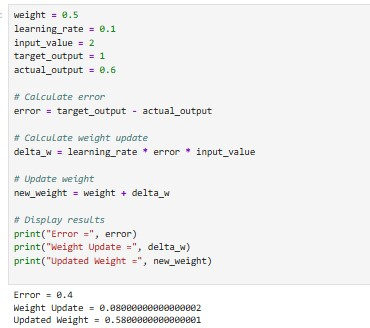 weight = 0.5
learning_rate = 0.1
input_value = 2
target_output = 1
actual_output = 0.6
# Calculate error
error = target_output - actual_output
# Calculate weight update
delta_w = learning_rate * error * input_value
# Update weight
new_weight = weight + delta_w
# Display results
print("Error =", error)
print("Weight Update =", delta_w)
print("Updated Weight =", new_weight)
Error = 0.4
Weight Update = 0.08000000000000002
Updated Weight = 0.5800000000000001